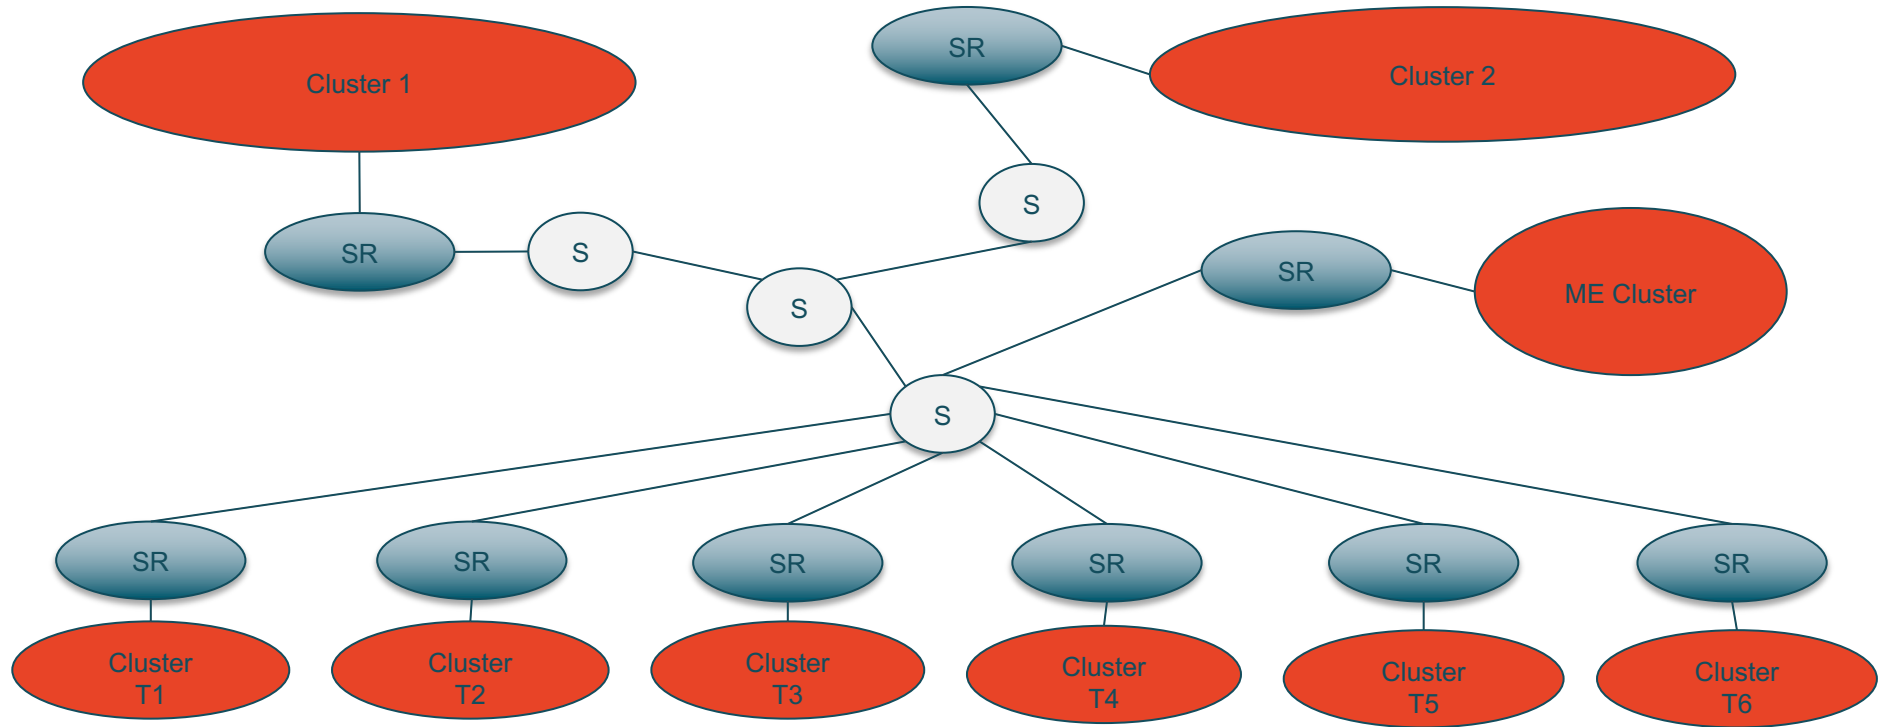 SR
Cluster 1
Cluster 2
S
SR
S
SR
ME Cluster
S
S
SR
SR
SR
SR
SR
SR
Cluster
T1
Cluster
T2
Cluster
T3
Cluster
T4
Cluster
T5
Cluster
T6